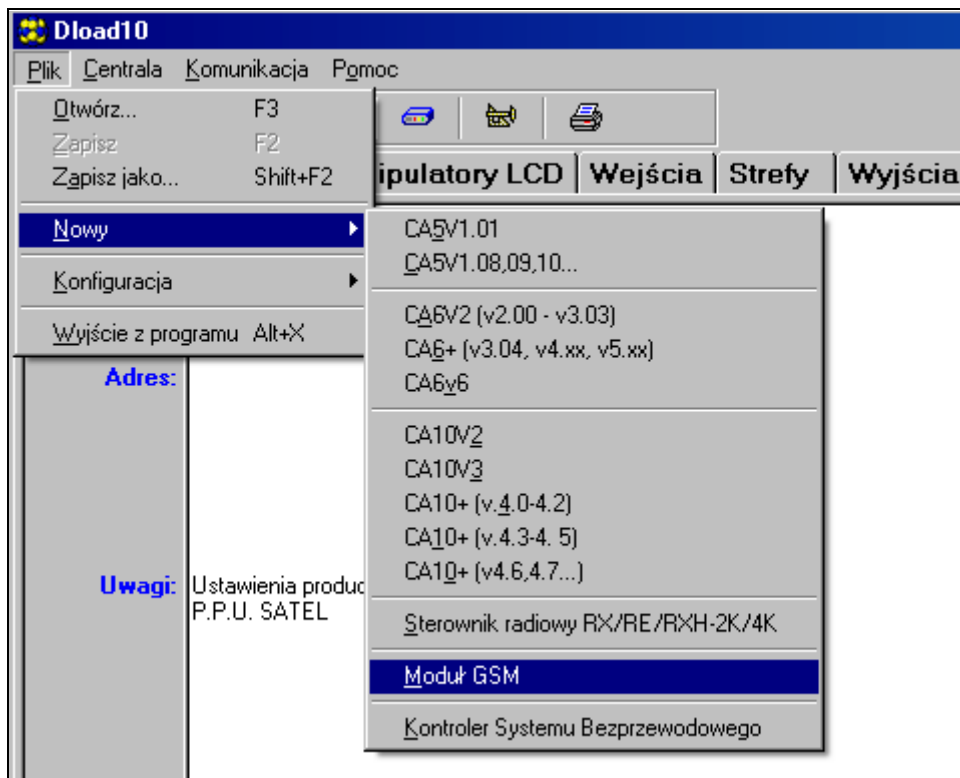 Dload10
Plik Centrala Komunikacja Pomoc
Otwórz... F3
Zapisz F2
Zapisz jako... Shift+F2
Nowy
Konfiguracja
Wyjście z programu Alt+X
ipulatory LCD Wejścia Strefy Wyjścia
CA5V1.01
CA5V1.08,09,10...
CA6V2 (v2.00 - v3.03)
CA6+ (v3.04, v4.xx, v5.xx)
CA6v6
CA10V2
CA10V3
CA10+ (v.4.0-4.2)
CA10+ (v.4.3-4. 5)
CA10+ (v4.6,4.7...)
Sterownik radiowy RX/RE/RXH-2K/4K
Moduł GSM
Kontroler Systemu Bezprzewodowego
Adres:
Uwagi: Ustawienia produc
P.P.U. SATEL